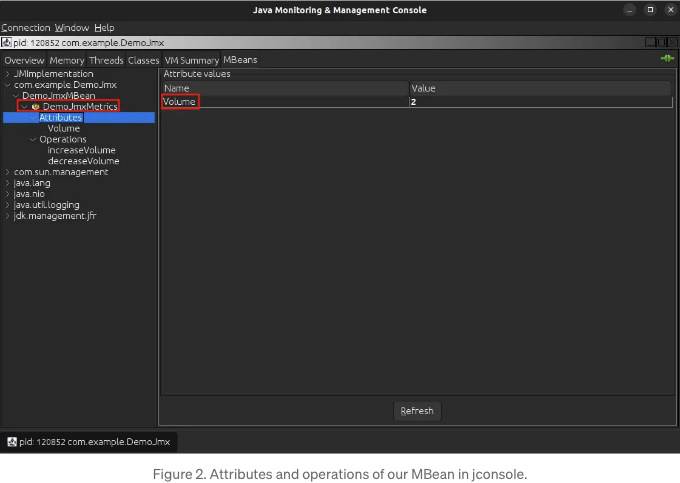 Java Monitoring & Management Console
Connection Window Help
pid: 120852 com.example.DemoJmx
Overview Memory Threads Classes VM Summary MBeans
JMImplementation
com.example.DemoJmx
DemoJmxMBean
DemoJmxMetrics
Attributes
Volume
Operations
increaseVolume
decreaseVolume
com.sun.management
java.lang
java.nio
java.util.logging
jdk.management.jfr
Attribute values
Name Value
Volume 2
Refresh
pid: 120852 com.example.DemoJmx
Figure 2. Attributes and operations of our MBean in jconsole.